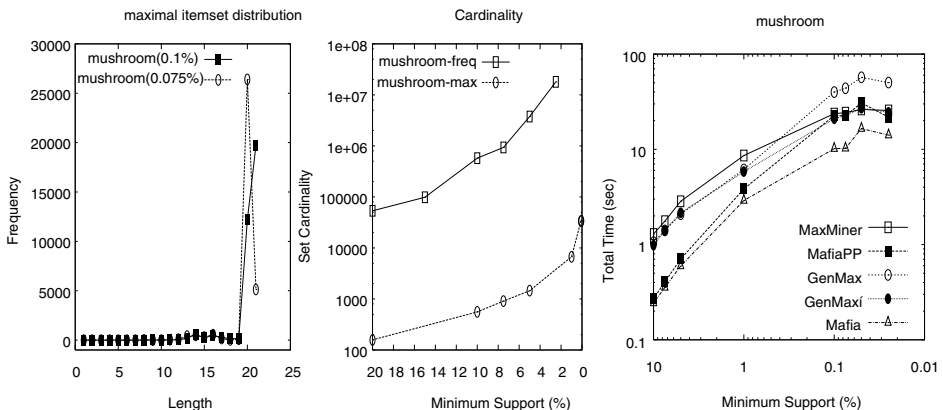 maximal itemset distribution
30000
25000
20000
15000
10000
5000
0
mushroom(0.1%)
mushroom(0.075%)
Frequency
0 5 10 15 20 25
Length
Cardinality
1e+08
1e+07
1e+06
100000
10000
1000
100
mushroom-freq
mushroom-max
Set Cardinality
20 18 16 14 12 10 8 6 4 2 0
Minimum Support (%)
mushroom
100
10
1
0.1
Total Time (sec)
MaxMiner
MafiaPP
GenMax
GenMaxí
Mafia
10 1 0.1 0.01
Minimum Support (%)